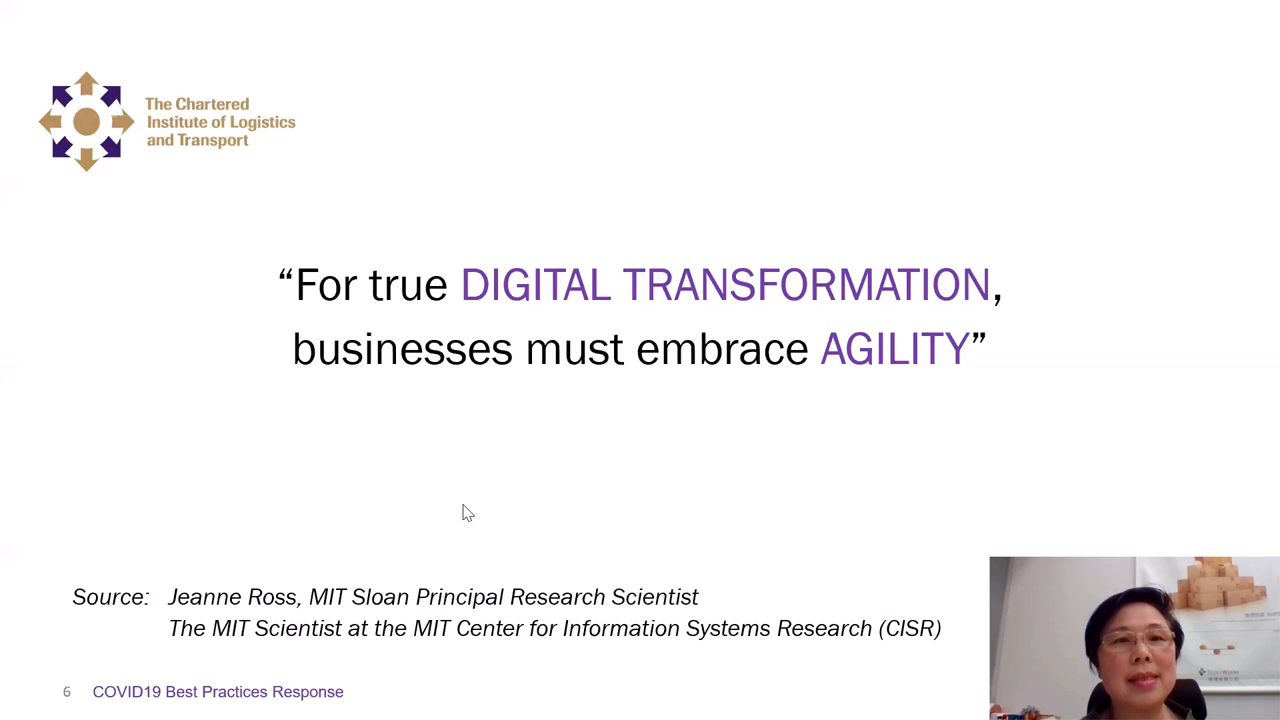 The Chartered
Institute of Logistics
and Transport
“For true DIGITAL TRANSFORMATION,
businesses must embrace AGILITY”
Source: Jeanne Ross, MIT Sloan Principal Research Scientist
The MIT Scientist at the MIT Center for Information Systems Research (CISR)
6 COVID19 Best Practices Response